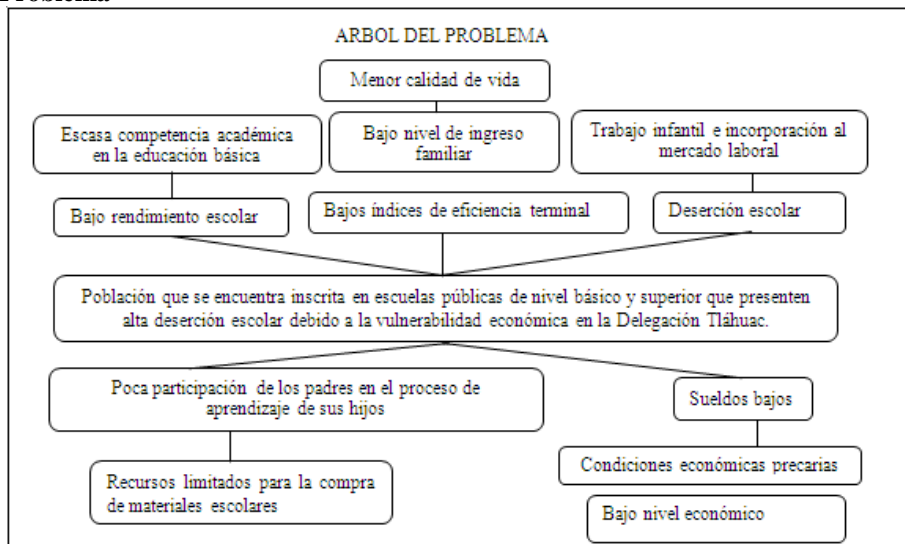 Problema
ARBOL DEL PROBLEMA
Menor calidad de vida
Escasa competencia académica
en la educación básica
Bajo nivel de ingreso
familiar
Trabajo infantil e incorporación al
mercado laboral
Bajo rendimiento escolar
Bajos índices de eficiencia terminal
Deserción escolar
Población que se encuentra inscrita en escuelas públicas de nivel básico y superior que presenten
alta deserción escolar debido a la vulnerabilidad económica en la Delegación Tláhuac.
Poca participación de los padres en el proceso de
aprendizaje de sus hijos
Sueldos bajos
Recursos limitados para la compra
de materiales escolares
Condiciones económicas precarias
Bajo nivel económico